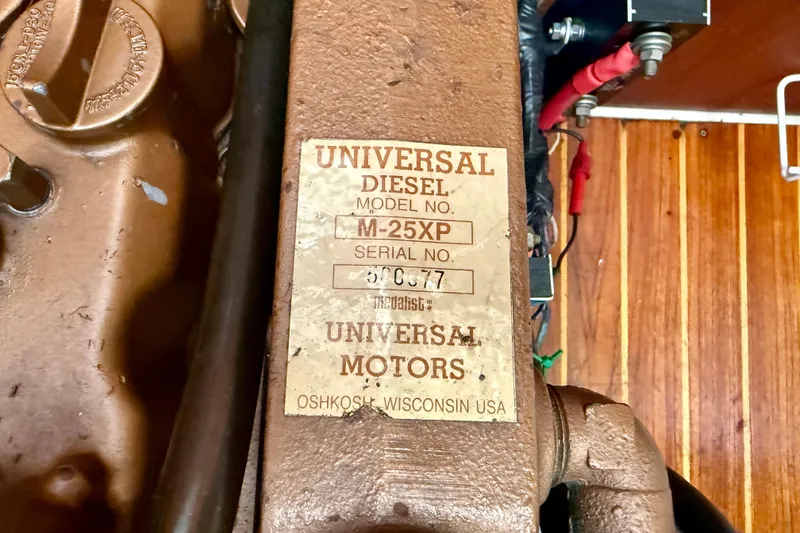 UNIVERSAL
DIESEL
MODEL NO.
M-25XP
SERIAL NO.
medalist
UNIVERSAL
MOTORS
OSHKOSH, WISCONSIN USA